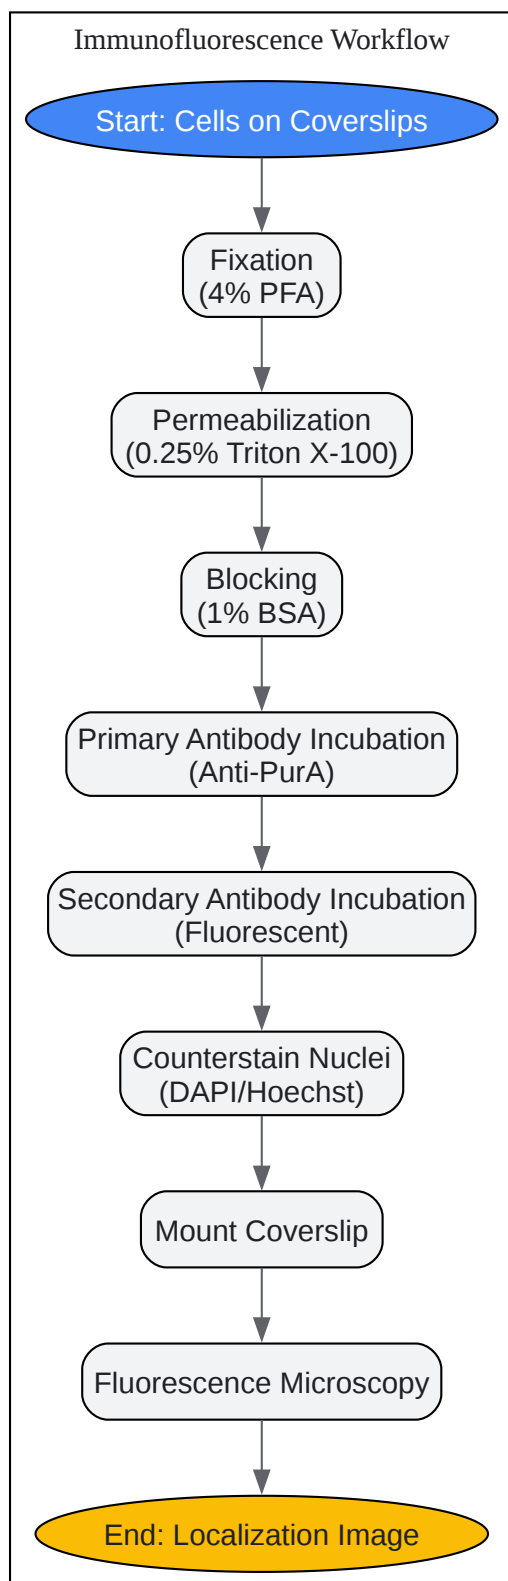 Immunofluorescence Workflow
Start: Cells on Coverslips
Fixation
(4% PFA)
Permeabilization
(0.25% Triton X-100)
Blocking
(1% BSA)
Primary Antibody Incubation
(Anti-PurA)
Secondary Antibody Incubation
(Fluorescent)
Counterstain Nuclei
(DAPI/Hoechst)
Mount Coverslip
Fluorescence Microscopy
End: Localization Image